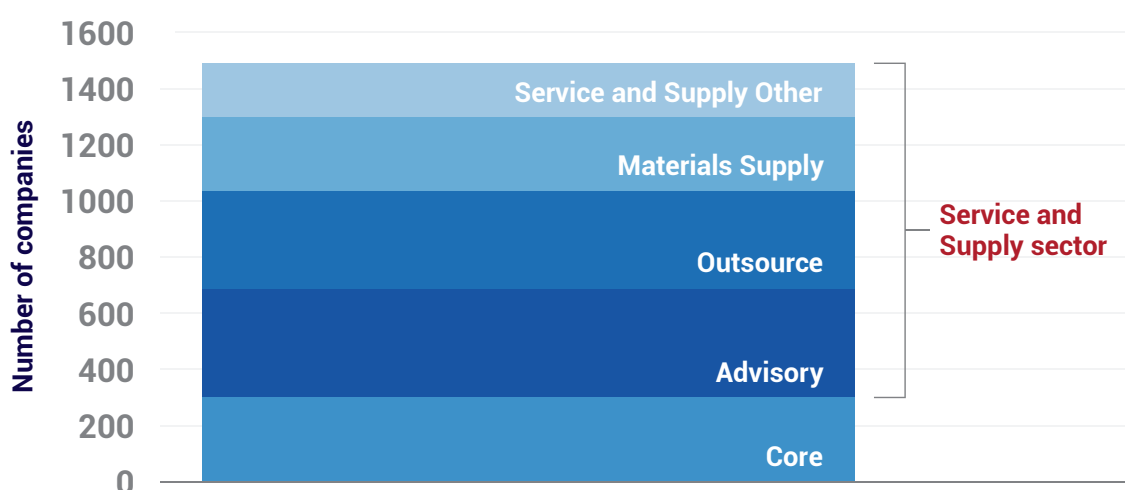 1600
1400
1200
1000
800
600
400
200
0
Number of companies
Service and Supply Other
Materials Supply
Outsource
Advisory
Core
Service and
Supply sector